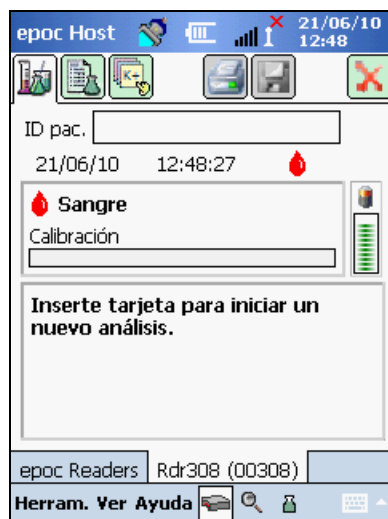 epoc Host 21/06/10
12:48
K+
ID pac.
21/06/10 12:48:27
Sangre
Calibración
Inserte tarjeta para iniciar un
nuevo análisis.
epoc Readers Rdr308 (00308)
Herram. Ver Ayuda